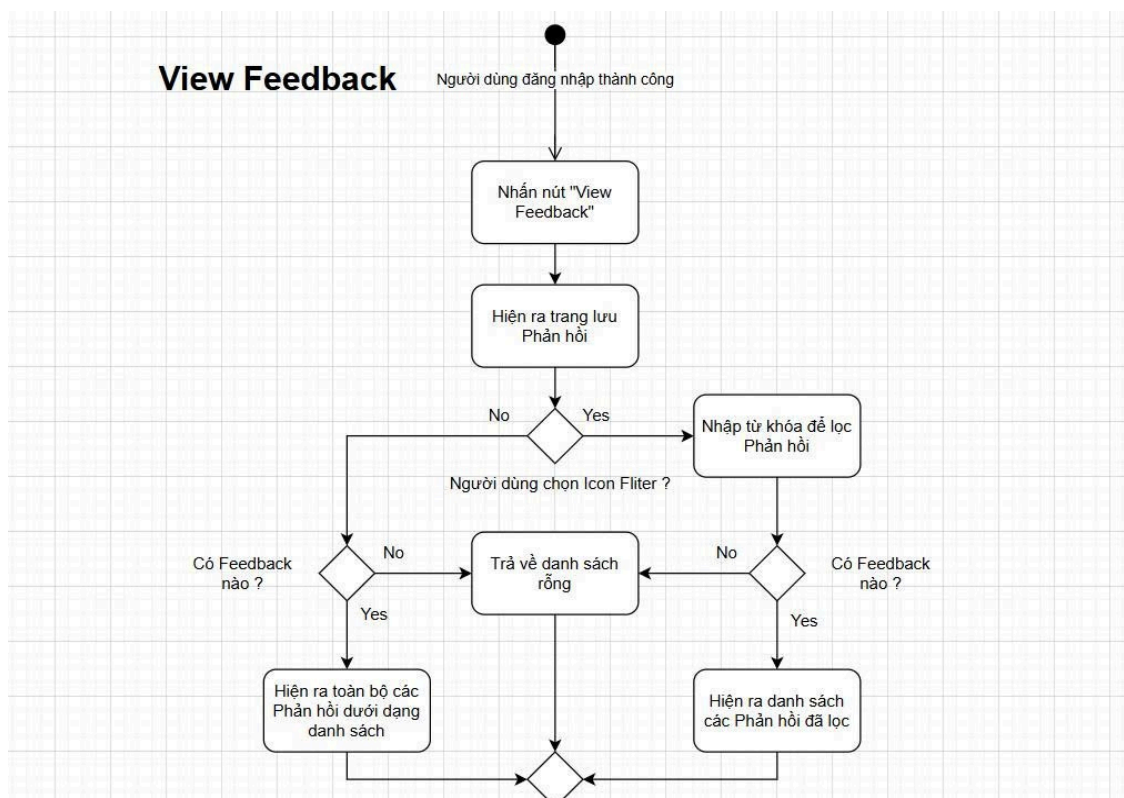 View Feedback
Người dùng đăng nhập thành công
Nhấn nút "View
Feedback"
Hiện ra trang lưu
Phản hồi
No
Yes
Nhập từ khóa để lọc
Phản hồi
Người dùng chọn Icon Fliter ?
Có Feedback
nào ?
No
Trả về danh sách
rỗng
No
Có Feedback
nào ?
Yes
Yes
Hiện ra toàn bộ các
Phản hồi dưới dạng
danh sách
Hiện ra danh sách
các Phản hồi đã lọc